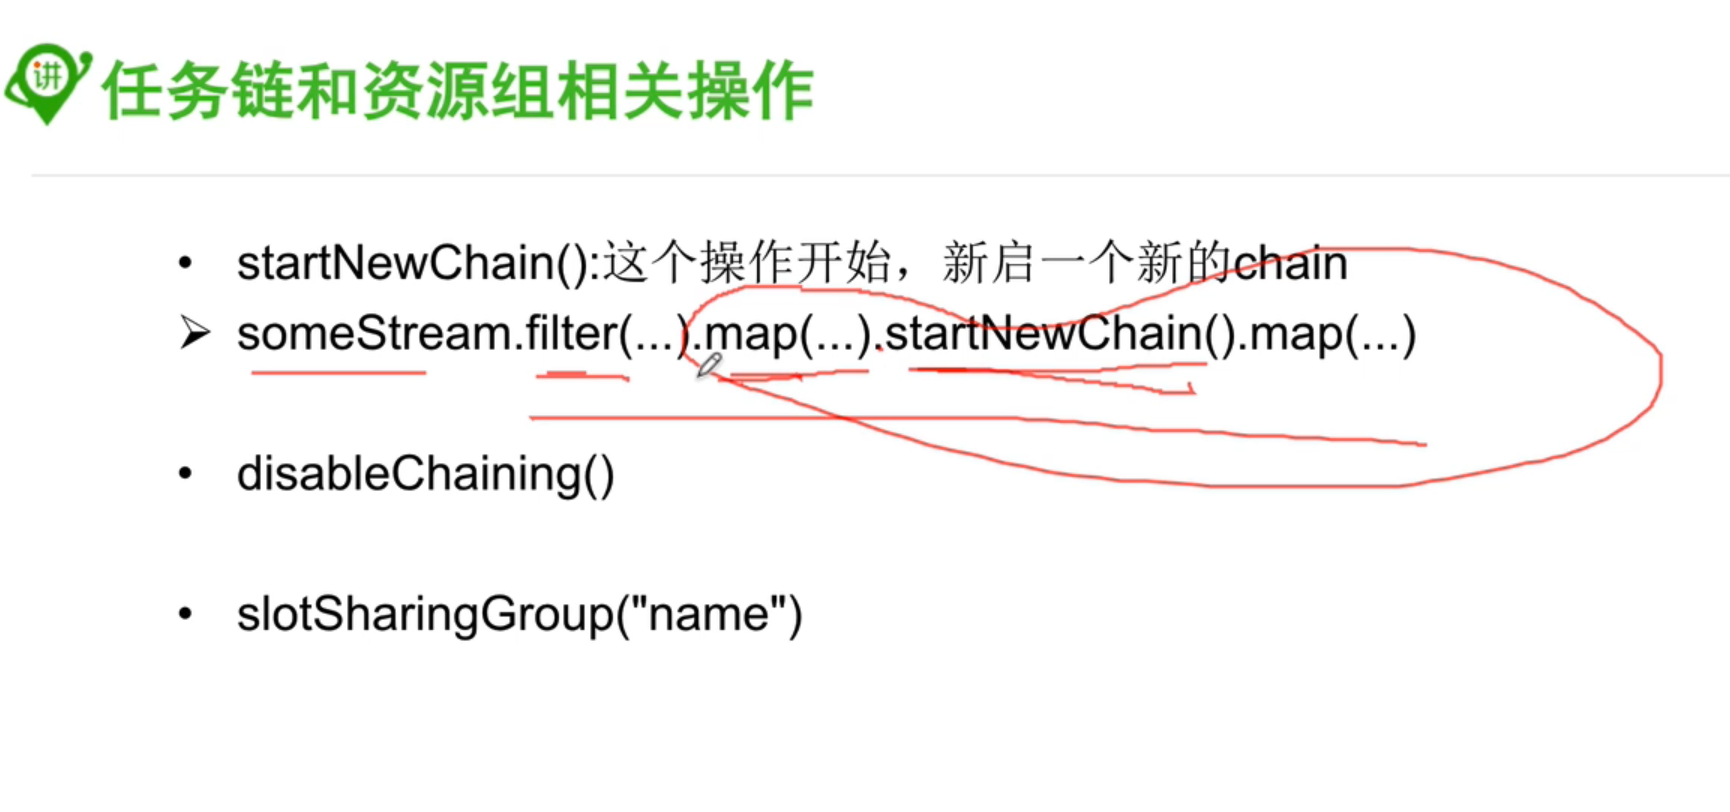 讲 任务链和资源组相关操作
• startNewChain():这个操作开始，新启一个新的chain
➢ someStream.filter(...).map(...).startNewChain().map(...)
• disableChaining()
• slotSharingGroup("name")